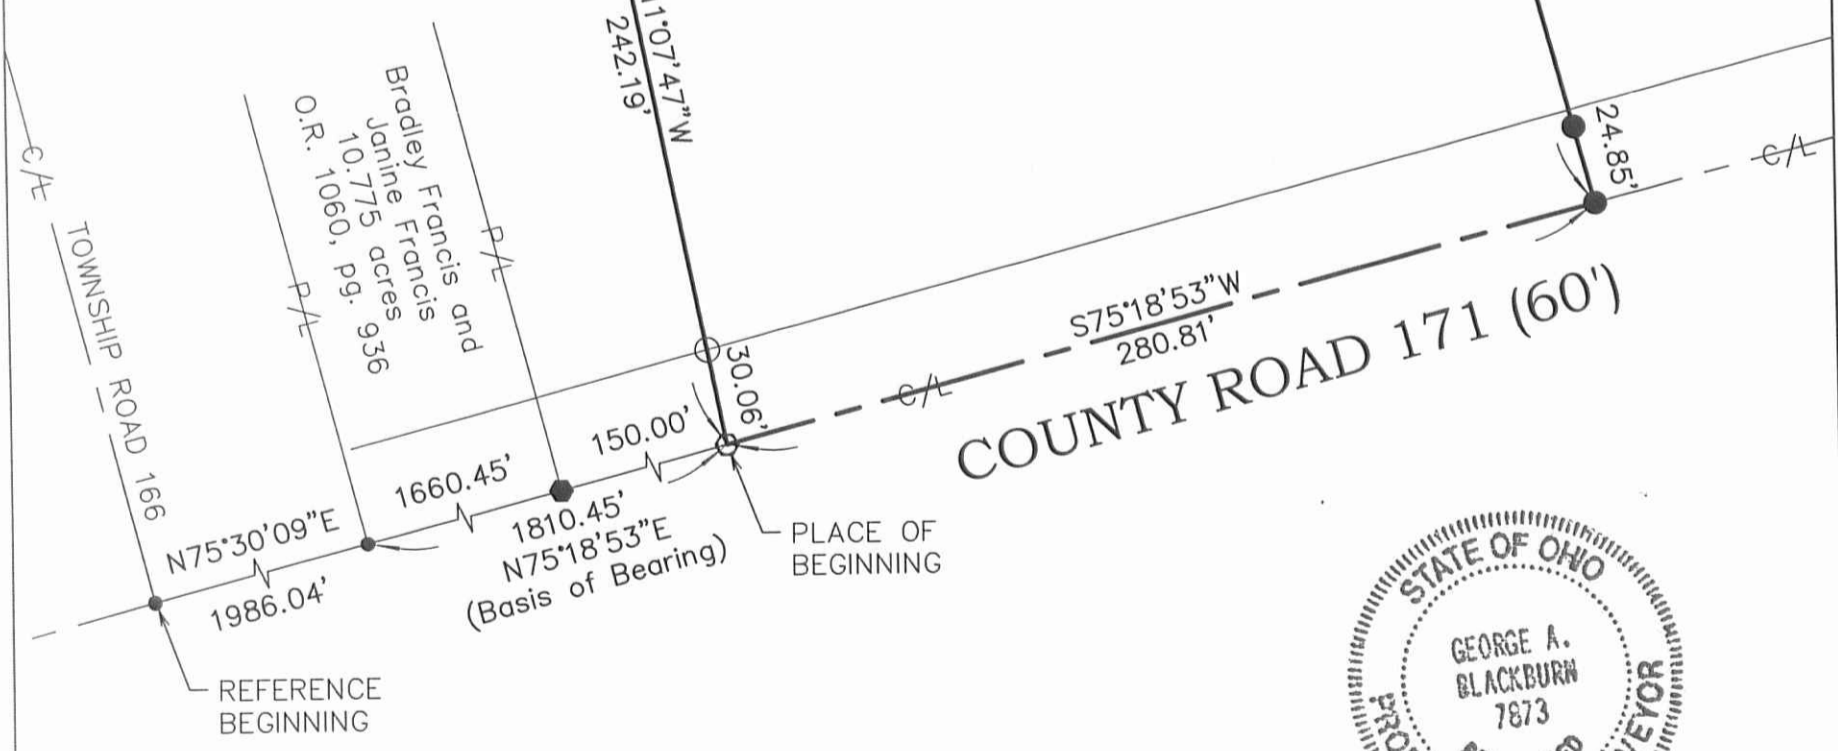 1°07'47"W
242.19'
24.85'
C/L
C/L
TOWNSHIP ROAD 166
P/L
O.R. 1060, pg. 936
10.775 acres
Janine Francis
Bradley Francis and
P/L
S75°18'53"W
280.81'
COUNTY ROAD 171 (60')
C/L
30.06'
150.00'
1660.45'
1810.45'
N75°18'53"E
(Basis of Bearing)
N75°30'09"E
1986.04'
PLACE OF
BEGINNING
REFERENCE
BEGINNING
STATE OF OHIO
GEORGE A.
BLACKBURN
7873